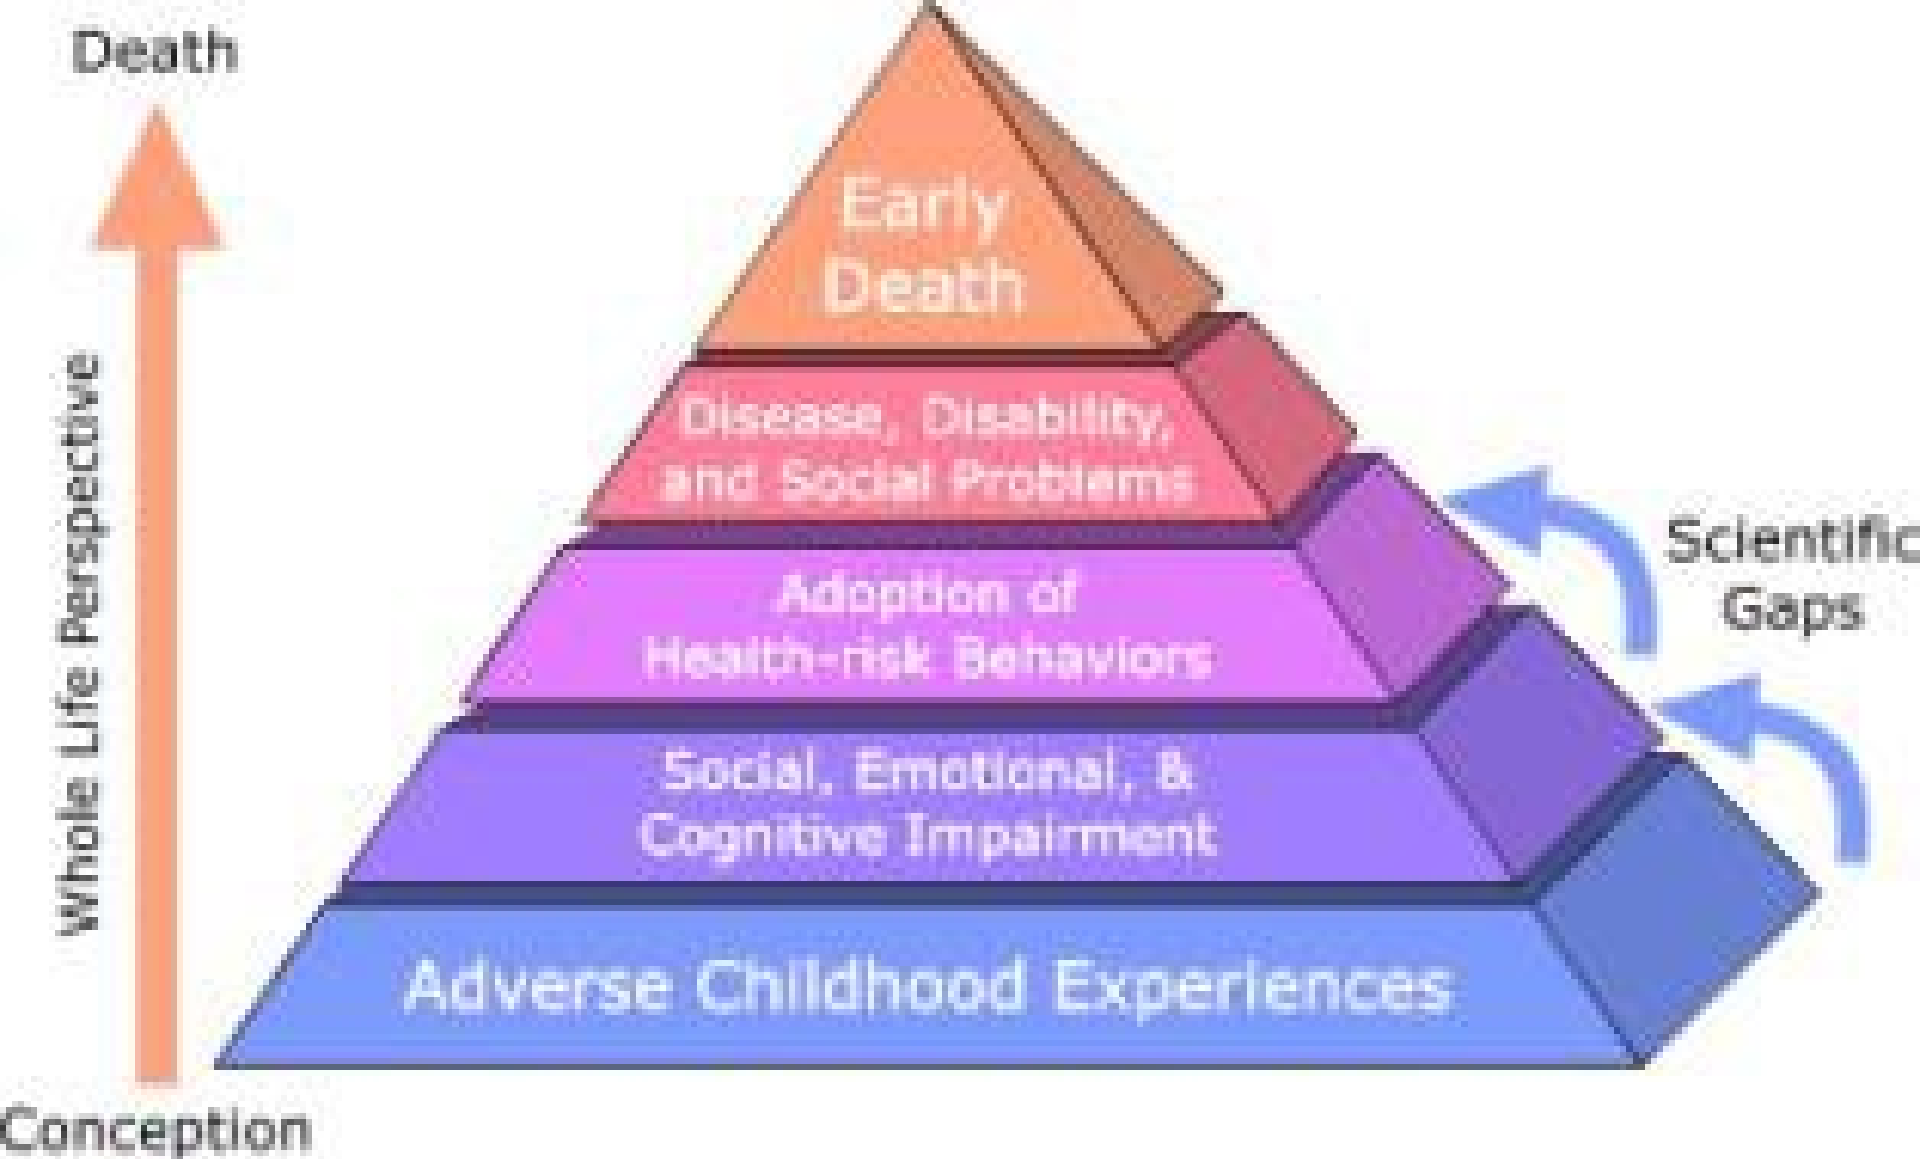 Death
Whole Life Perspective
Conception
Early
Death
Disease, Disability,
and Social Problems
Adoption of
Health-risk Behaviors
Social, Emotional, &
Cognitive Impairment
Adverse Childhood Experiences
Scientific
Gaps